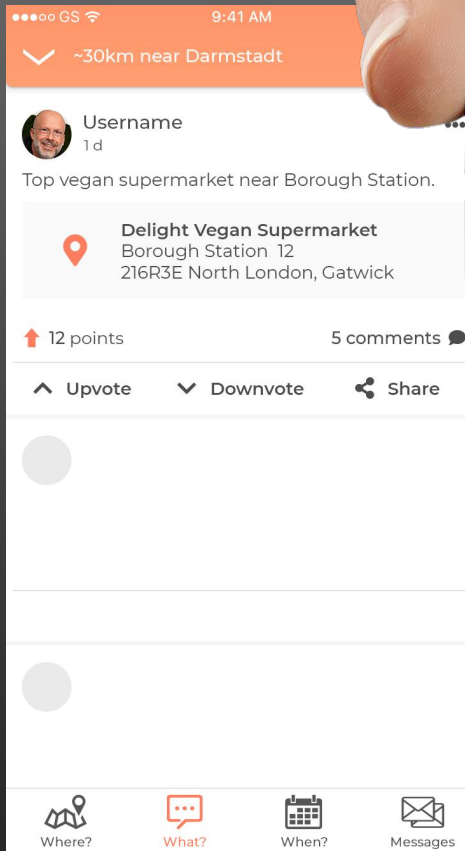 GS 9:41 AM
~30km near Darmstadt
Username
1 d
Top vegan supermarket near Borough Station.
Delight Vegan Supermarket
Borough Station 12
216R3E North London, Gatwick
12 points 5 comments
Upvote Downvote Share
Where? What? When? Messages